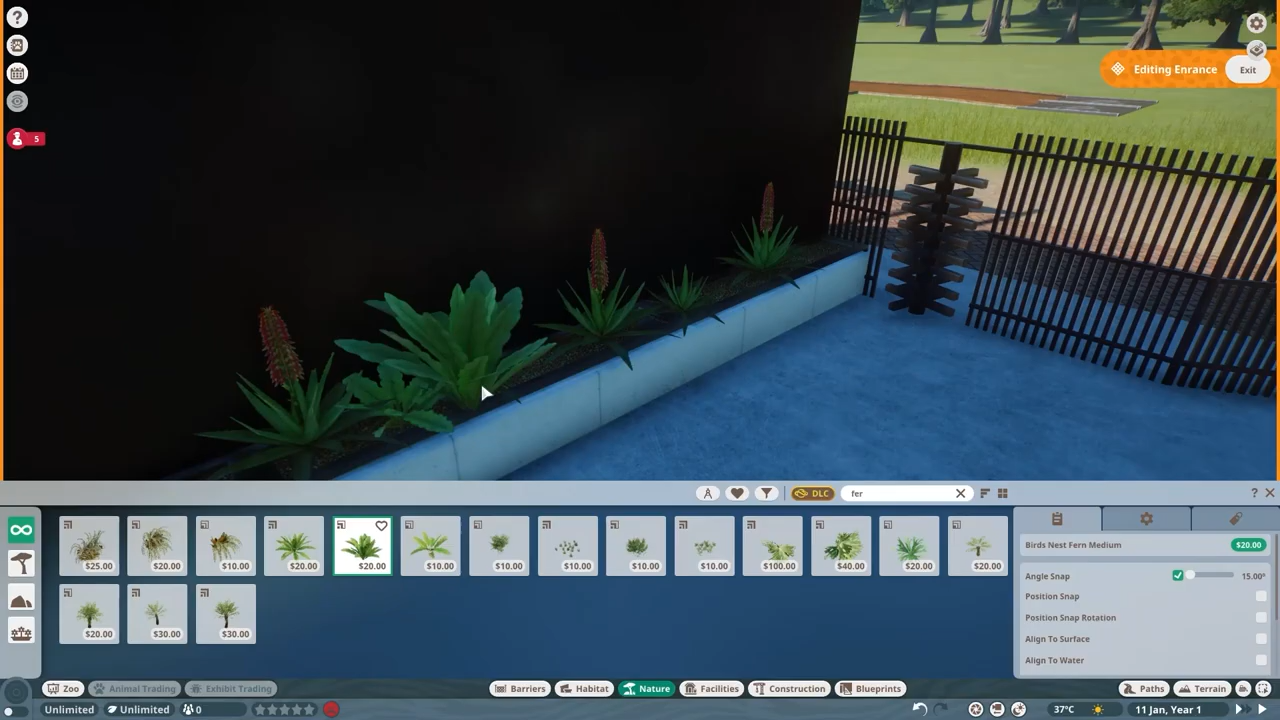 ?
5
Editing Enrance
Exit
DLC
fer
?
$25.00
$20.00
$10.00
$20.00
$20.00
$10.00
$10.00
$10.00
$10.00
$10.00
$100.00
$40.00
$20.00
$20.00
$20.00
$30.00
$30.00
Birds Nest Fern Medium
$20.00
Angle Snap
15.00°
Position Snap
Position Snap Rotation
Align To Surface
Align To Water
Zoo
Animal Trading
Exhibit Trading
Barriers
Habitat
Nature
Facilities
Construction
Blueprints
Paths
Terrain
Unlimited
Unlimited
0
37°C
11 Jan, Year 1